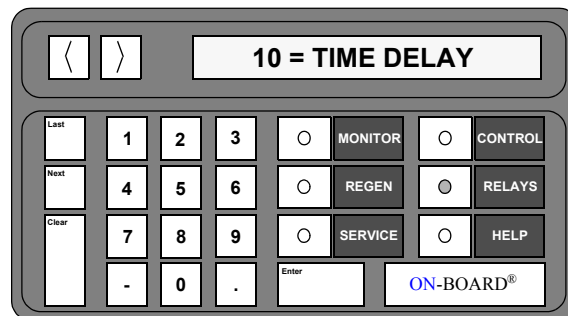 〈 〉 10 = TIME DELAY
Last 1 2 3 MONITOR CONTROL
Next 4 5 6 REGEN RELAYS
Clear 7 8 9 SERVICE HELP
- 0 . Enter ON-BOARD®